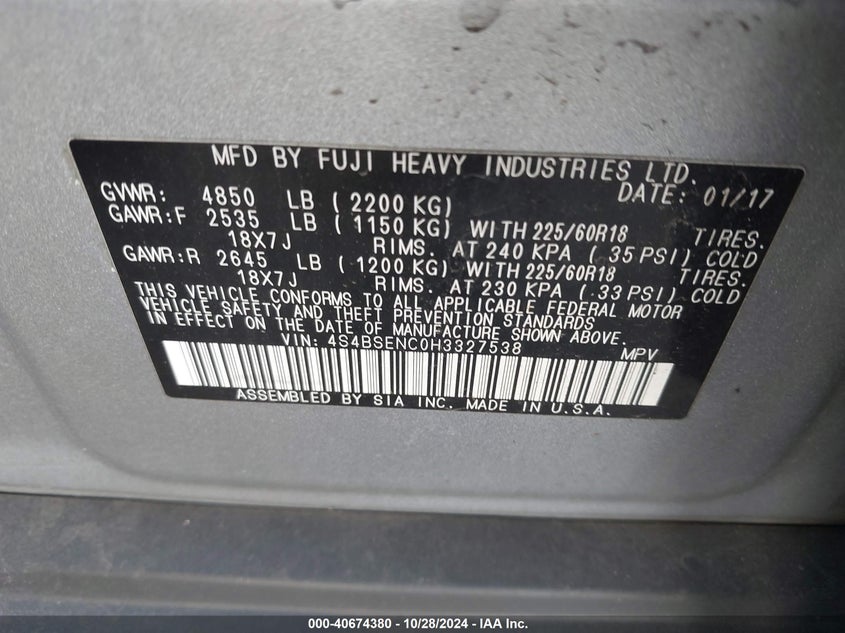 MFD BY FUJI HEAVY INDUSTRIES LTD.
GVWR: 4850 LB (2200 KG) DATE: 01/17
GAWR:F 2535 LB (1150 KG) WITH 225/60R18 TIRES.
18X7J RIMS. AT 240 KPA (35 PSI) COLD
GAWR:R 2645 LB (1200 KG) WITH 225/60R18 TIRES.
18X7J RIMS. AT 230 KPA (33 PSI) COLD
THIS VEHICLE CONFORMS TO ALL APPLICABLE FEDERAL MOTOR
VEHICLE SAFETY AND THEFT PREVENTION STANDARDS
IN EFFECT ON THE DATE OF MANUFACTURE SHOWN ABOVE.
VIN: 4S4BSENC0H3327538 MPV
ASSEMBLED BY SIA INC. MADE IN U.S.A.
000-40674380 - 10/28/2024 - IAA Inc.